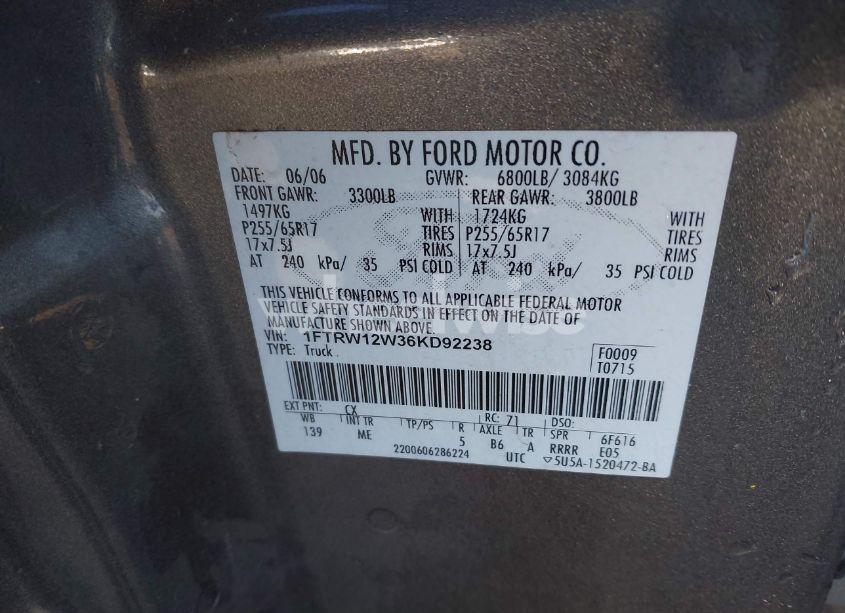 MFD. BY FORD MOTOR CO.
DATE: 06/06 GVWR: 6800LB/ 3084KG
FRONT GAWR: 3300LB REAR GAWR: 3800LB
1497KG WITH 1724KG WITH
P255/65R17 TIRES P255/65R17 TIRES
17x7.5J RIMS 17x7.5J RIMS
AT 240 kPa/ 35 PSI COLD AT 240 kPa/ 35 PSI COLD
THIS VEHICLE CONFORMS TO ALL APPLICABLE FEDERAL MOTOR
VEHICLE SAFETY STANDARDS IN EFFECT ON THE DATE OF
MANUFACTURE SHOWN ABOVE.
VIN: 1FTRW12W36KD92238
TYPE: Truck
F0009
T0715
EXT PNT: CX RC: 71 DSO:
WB INT TR TP/PS R AXLE TR SPR 6F616
139 ME 5 B6 A RRRR E05
2200606286224 UTC ▽5U5A-1520472-BA